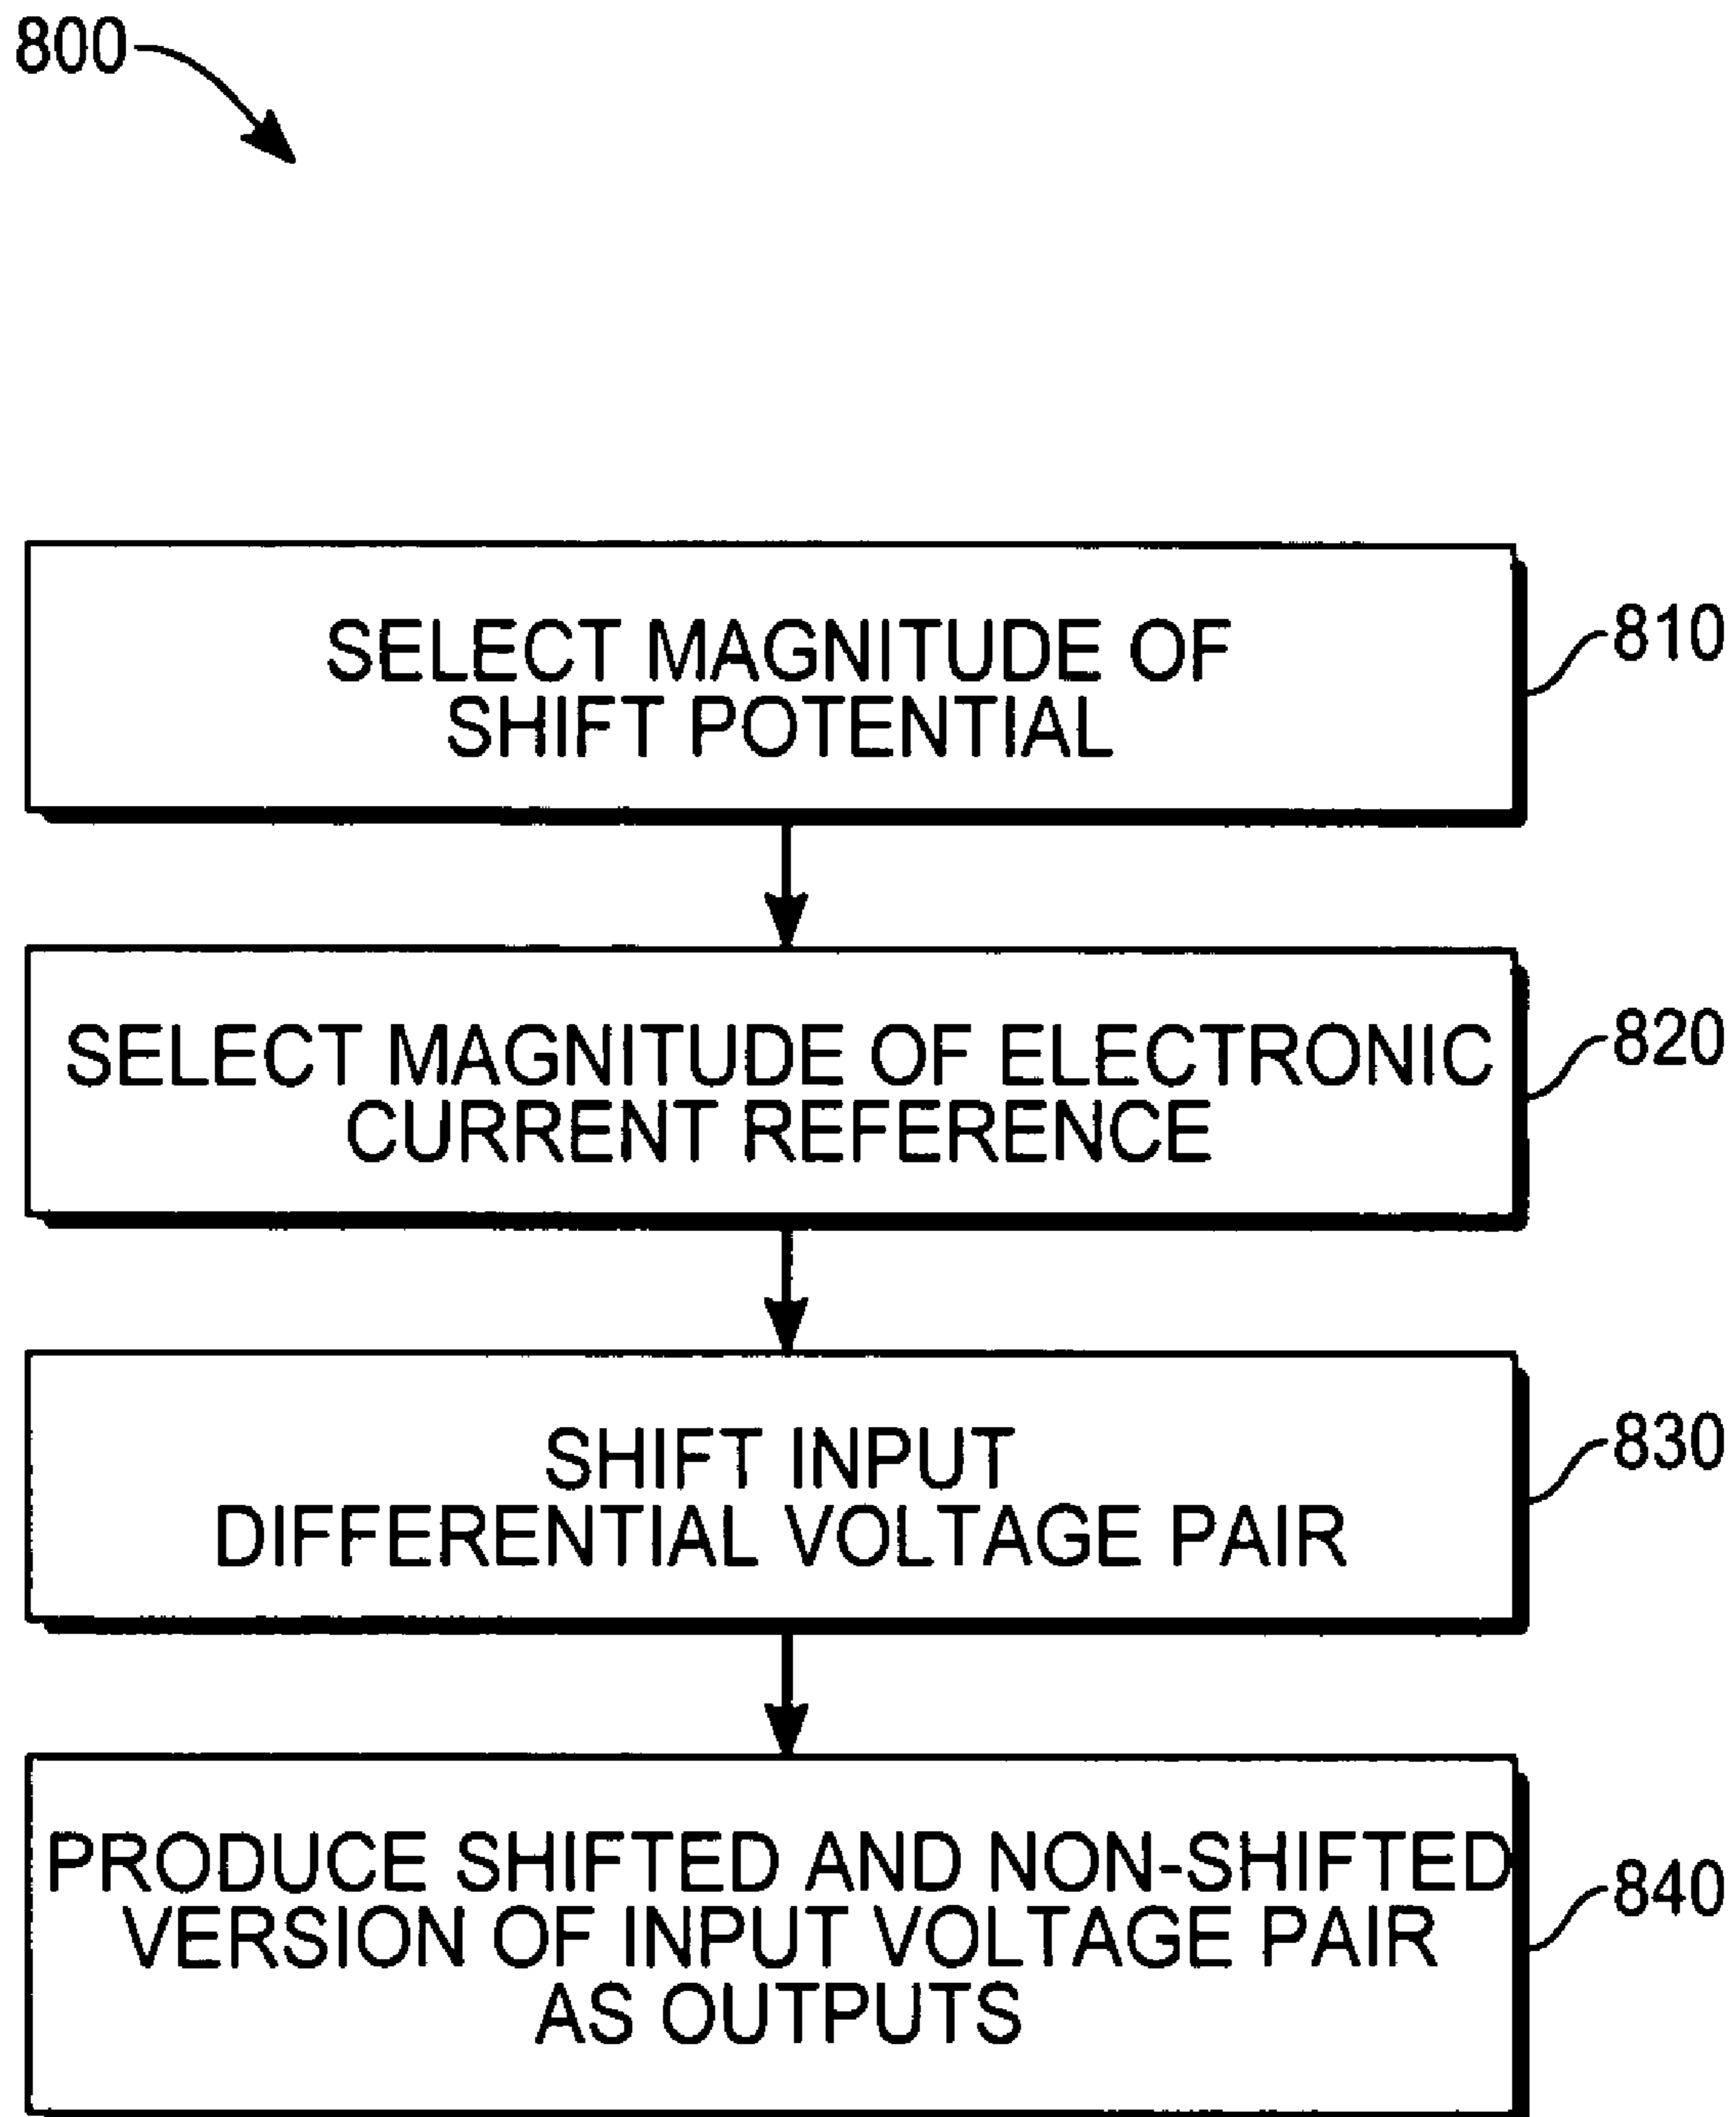 800
SELECT MAGNITUDE OF
SHIFT POTENTIAL
810
SELECT MAGNITUDE OF ELECTRONIC
CURRENT REFERENCE
820
SHIFT INPUT
DIFFERENTIAL VOLTAGE PAIR
830
PRODUCE SHIFTED AND NON-SHIFTED
VERSION OF INPUT VOLTAGE PAIR
AS OUTPUTS
840